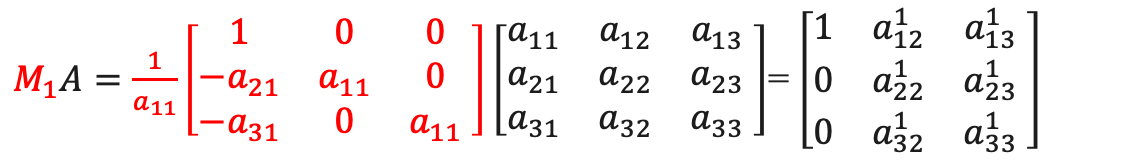 $M_1 A = \frac{1}{a_{11}} \begin{bmatrix} 1 & 0 & 0 \\ -a_{21} & a_{11} & 0 \\ -a_{31} & 0 & a_{11} \end{bmatrix} \begin{bmatrix} a_{11} & a_{12} & a_{13} \\ a_{21} & a_{22} & a_{23} \\ a_{31} & a_{32} & a_{33} \end{bmatrix} = \begin{bmatrix} 1 & a_{12}^1 & a_{13}^1 \\ 0 & a_{22}^1 & a_{23}^1 \\ 0 & a_{32}^1 & a_{33}^1 \end{bmatrix}$